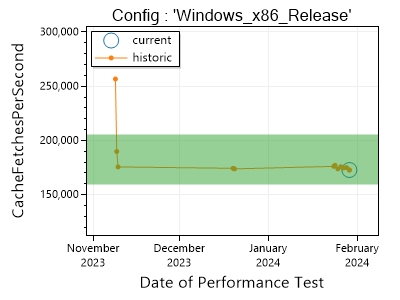 Config : 'Windows_x86_Release'
current
historic
CacheFetchesPerSecond
300,000
250,000
200,000
150,000
November
2023
December
2023
January
2024
February
2024
Date of Performance Test